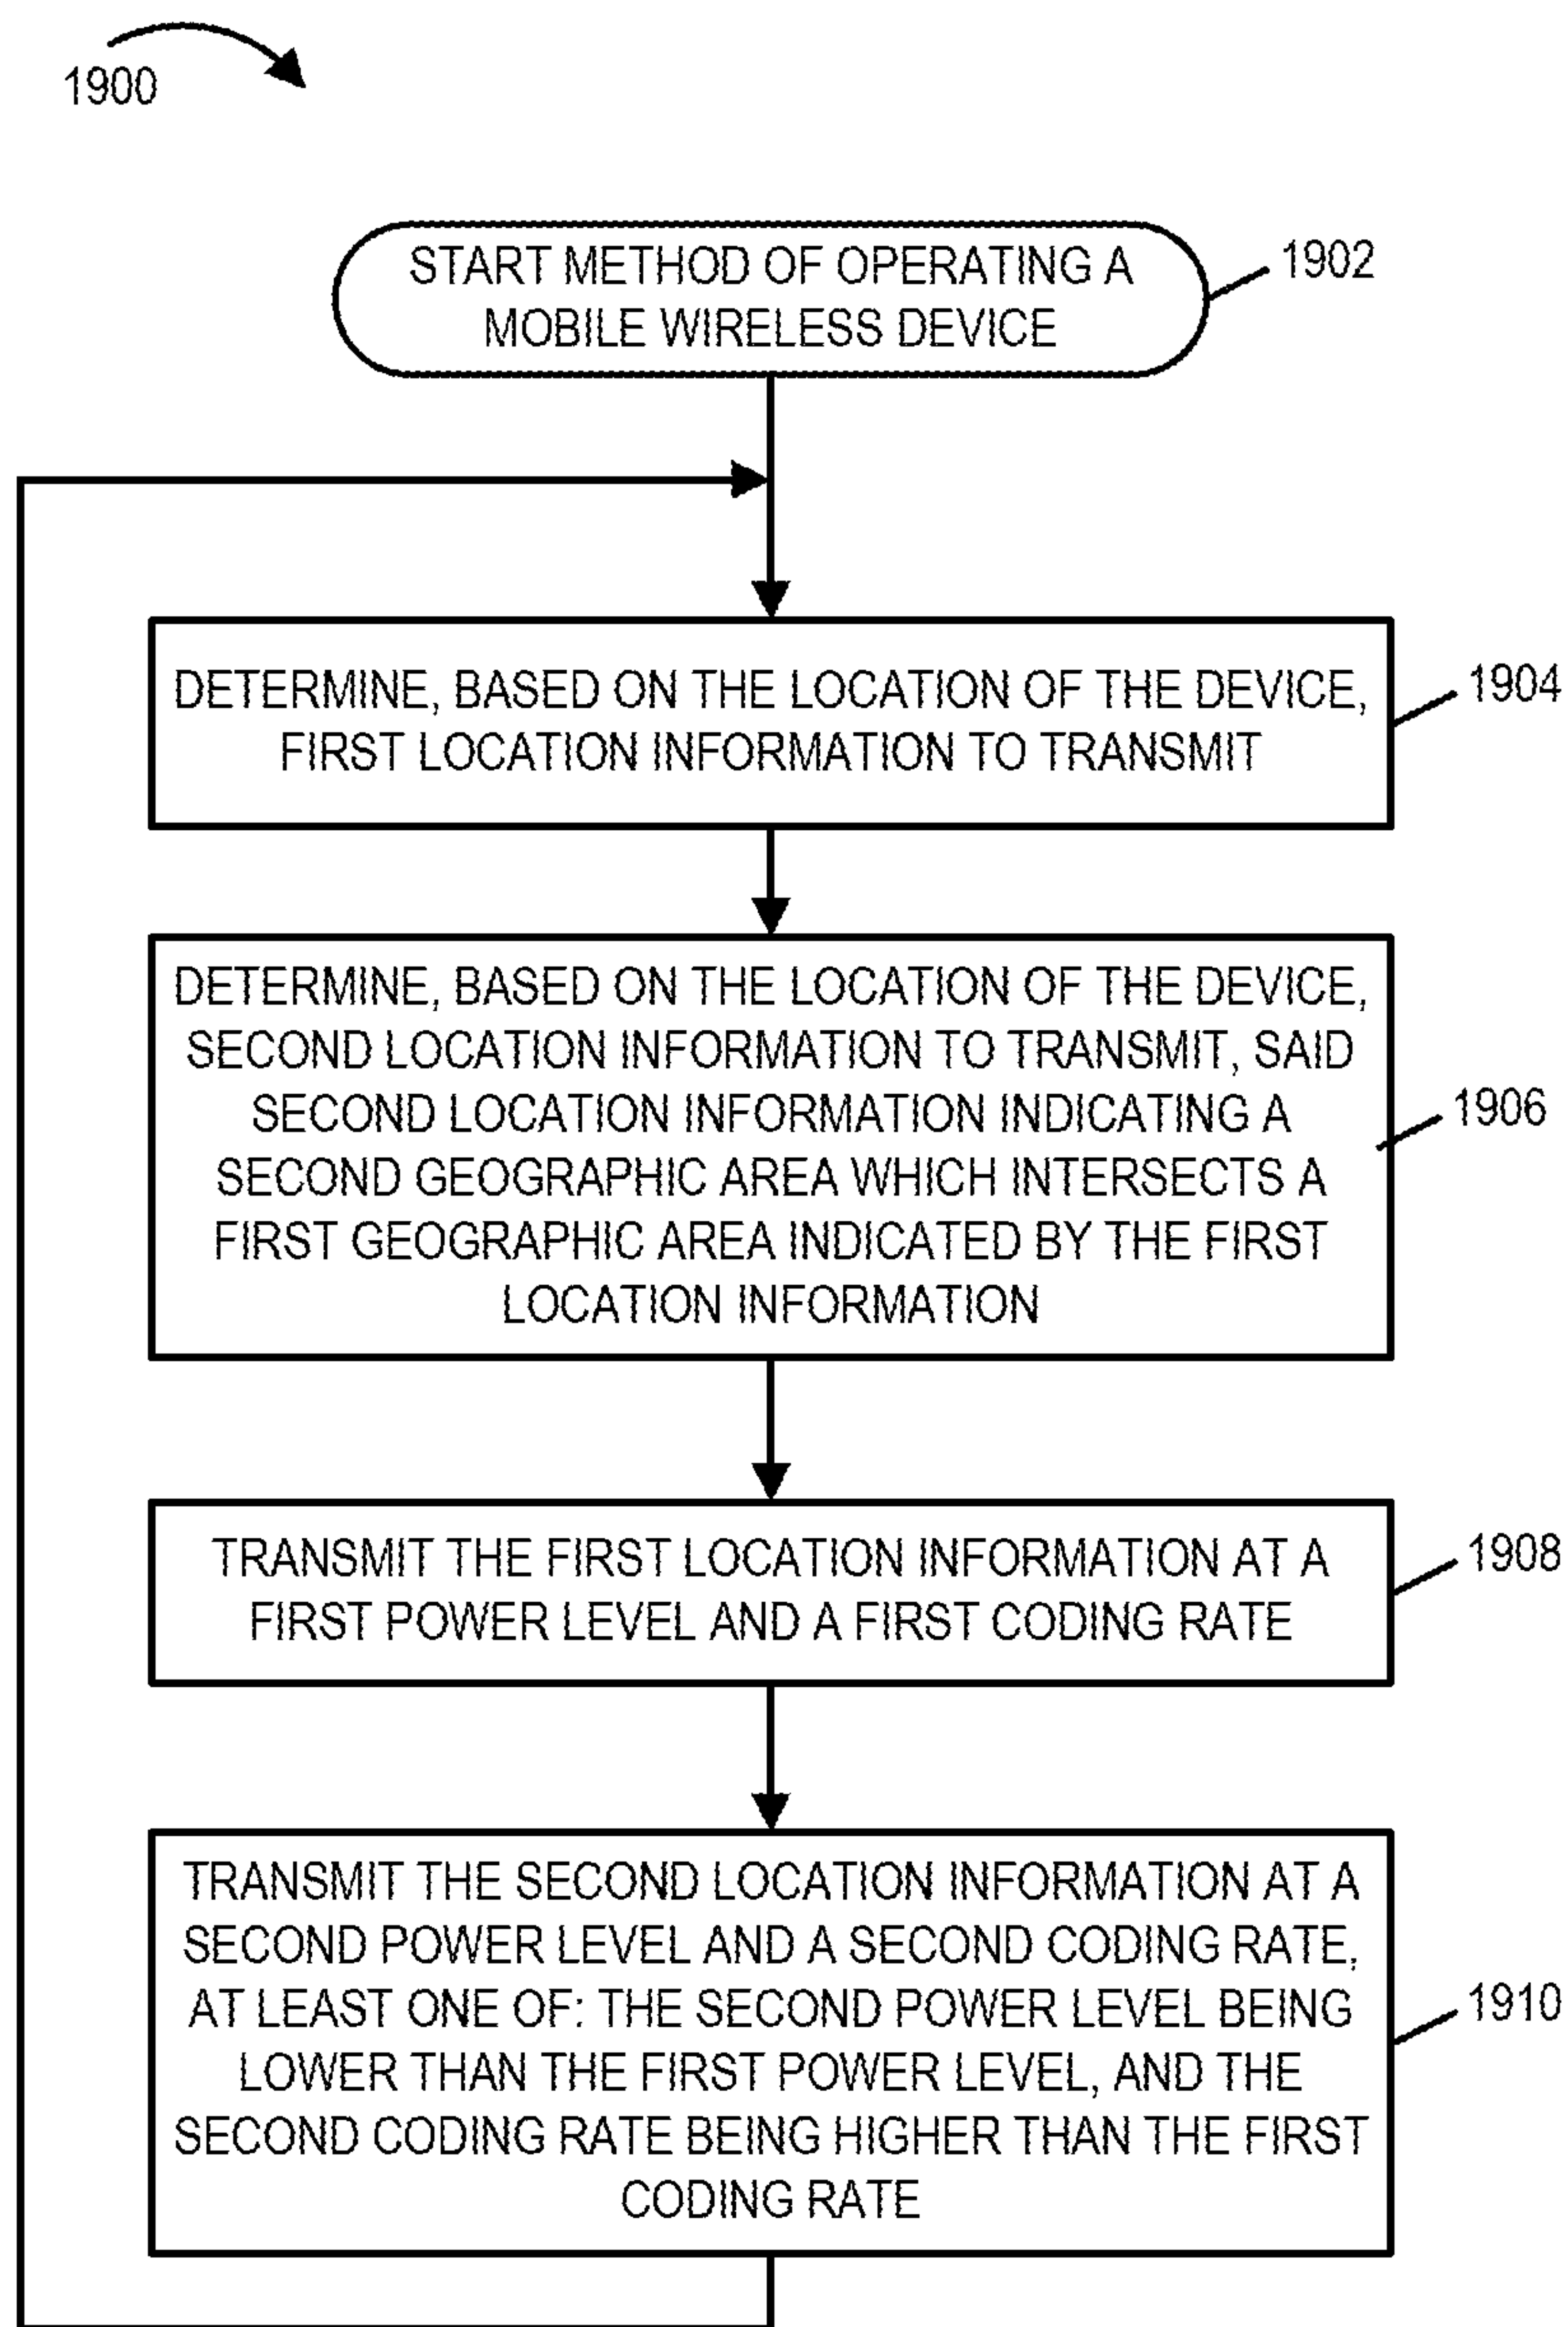 1900
START METHOD OF OPERATING A
MOBILE WIRELESS DEVICE
1902
DETERMINE, BASED ON THE LOCATION OF THE DEVICE,
FIRST LOCATION INFORMATION TO TRANSMIT
1904
DETERMINE, BASED ON THE LOCATION OF THE DEVICE,
SECOND LOCATION INFORMATION TO TRANSMIT, SAID
SECOND LOCATION INFORMATION INDICATING A
SECOND GEOGRAPHIC AREA WHICH INTERSECTS A
FIRST GEOGRAPHIC AREA INDICATED BY THE FIRST
LOCATION INFORMATION
1906
TRANSMIT THE FIRST LOCATION INFORMATION AT A
FIRST POWER LEVEL AND A FIRST CODING RATE
1908
TRANSMIT THE SECOND LOCATION INFORMATION AT A
SECOND POWER LEVEL AND A SECOND CODING RATE,
AT LEAST ONE OF: THE SECOND POWER LEVEL BEING
LOWER THAN THE FIRST POWER LEVEL, AND THE
SECOND CODING RATE BEING HIGHER THAN THE FIRST
CODING RATE
1910